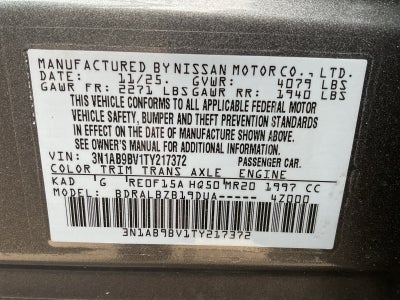 MANUFACTURED BY NISSAN MOTOR CO., LTD.
DATE: 11/25. GVWR: 4079 LBS
GAWR FR: 2271 LBS GAWR RR: 1940 LBS
THIS VEHICLE CONFORMS TO ALL APPLICABLE FEDERAL MOTOR
VEHICLE SAFETY, BUMPER AND THEFT PREVENTION STANDARDS
IN EFFECT ON THE DATE OF MANUFACTURE SHOWN ABOVE.
SEE OWNER'S MANUAL FOR ADDITIONAL INFORMATION.
VIN: 3N1AB9BV1TY217372 PASSENGER CAR.
COLOR TRIM TRANS AXLE ENGINE
KAD G RE0F15A HQ50 MR20 1997 CC
MODEL: BDRALBZB19DUA----- 4Z000
3N1AB9BV1TY217372